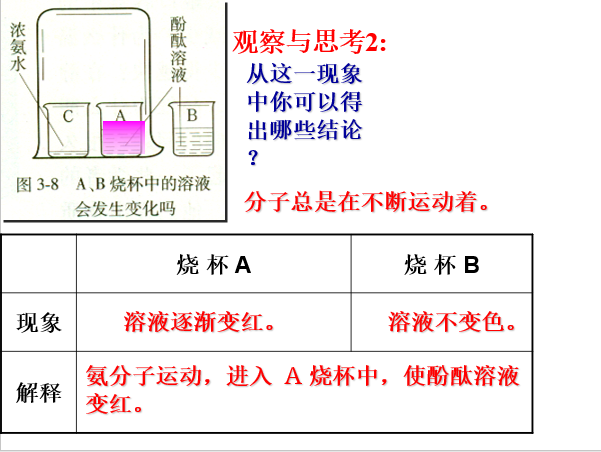 浓氨水
酚酞溶液
C
A
B
图 3-8 A、B 烧杯中的溶液
会发生变化吗
观察与思考2:
从这一现象
中你可以得
出哪些结论
？
分子总是在不断运动着。
烧 杯 A
烧 杯 B
现象
溶液逐渐变红。
溶液不变色。
解释
氨分子运动，进入 A 烧杯中，使酚酞溶液
变红。